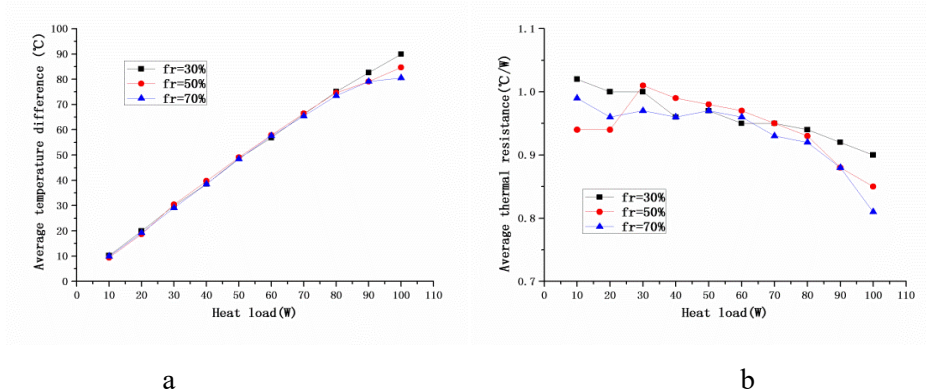 Average temperature difference (℃)
100
90
80
70
60
50
40
30
20
10
0
fr=30%
fr=50%
fr=70%
0 10 20 30 40 50 60 70 80 90 100 110
Heat load(W)
a
Average thermal resistance(℃/W)
1.1
1.0
0.9
0.8
0.7
fr=30%
fr=50%
fr=70%
0 10 20 30 40 50 60 70 80 90 100 110
Heat load(W)
b